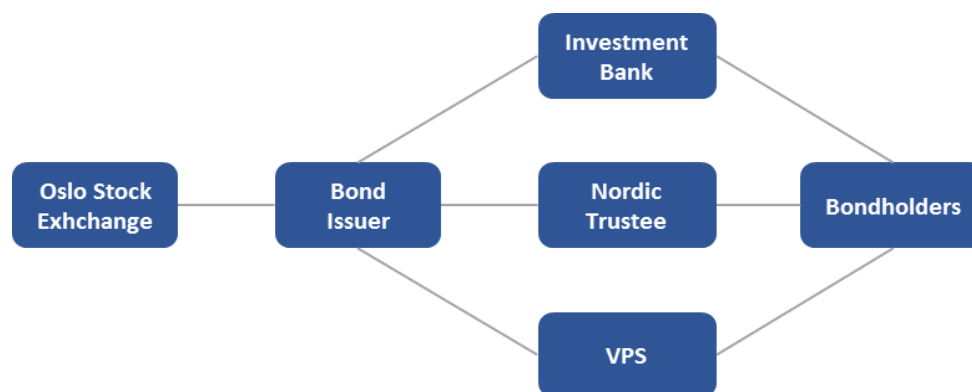 Investment
Bank
Oslo Stock
Exhchange
Bond
Issuer
Nordic
Trustee
Bondholders
VPS